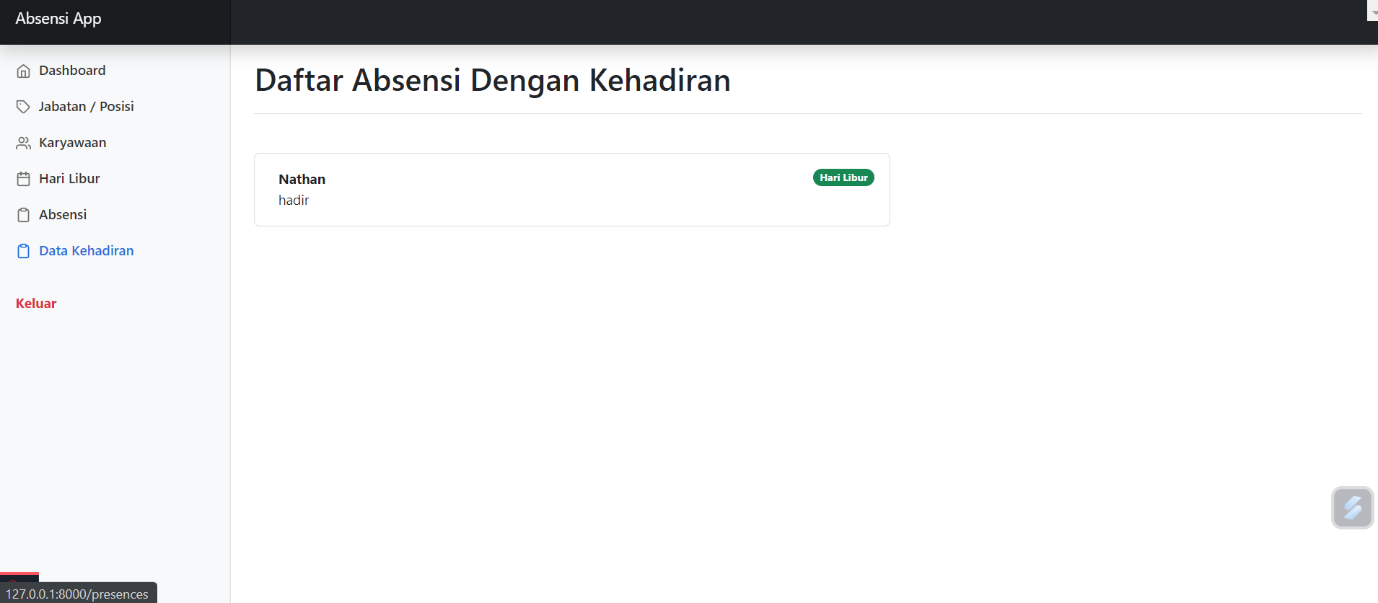 Absensi App
Dashboard
Jabatan / Posisi
Karyawaan
Hari Libur
Absensi
Data Kehadiran
Keluar
Daftar Absensi Dengan Kehadiran
Nathan
Hari Libur
hadir
127.0.0.1:8000/presences